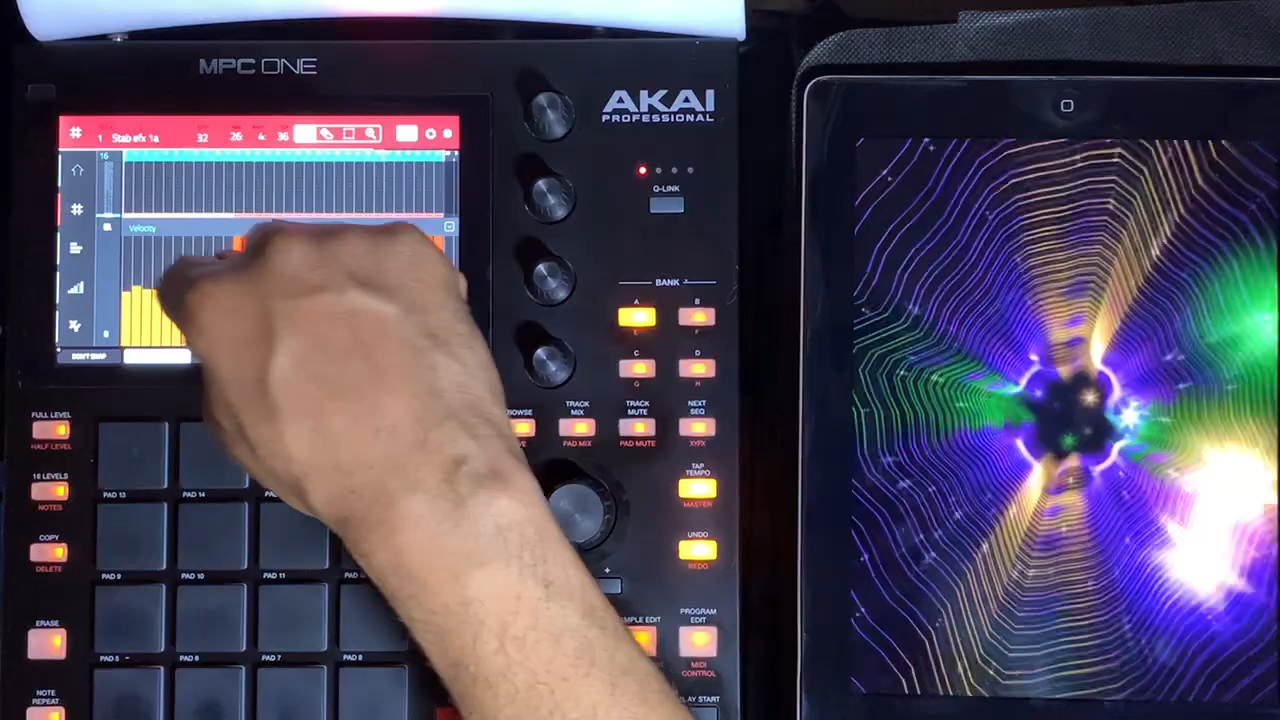 MPC ONE
AKAI
PROFESSIONAL
1 Stab efx 1a 32 26: 4: 36
16
Velocity
DON'T SNAP
Q-LINK
BANK
A B
E F
C D
G H
FULL LEVEL
HALF LEVEL
16 LEVELS
NOTES
COPY
DELETE
ERASE
NOTE
REPEAT
TRACK
MIX
PAD MIX
TRACK
MUTE
PAD MUTE
NEXT
SEQ
XYFX
TAP
TEMPO
MASTER
UNDO
REDO
+
PROGRAM
EDIT
MIDI
CONTROL
PAD 13 PAD 14
PAD 9 PAD 10 PAD 11
PAD 5 PAD 6 PAD 7 PAD 8